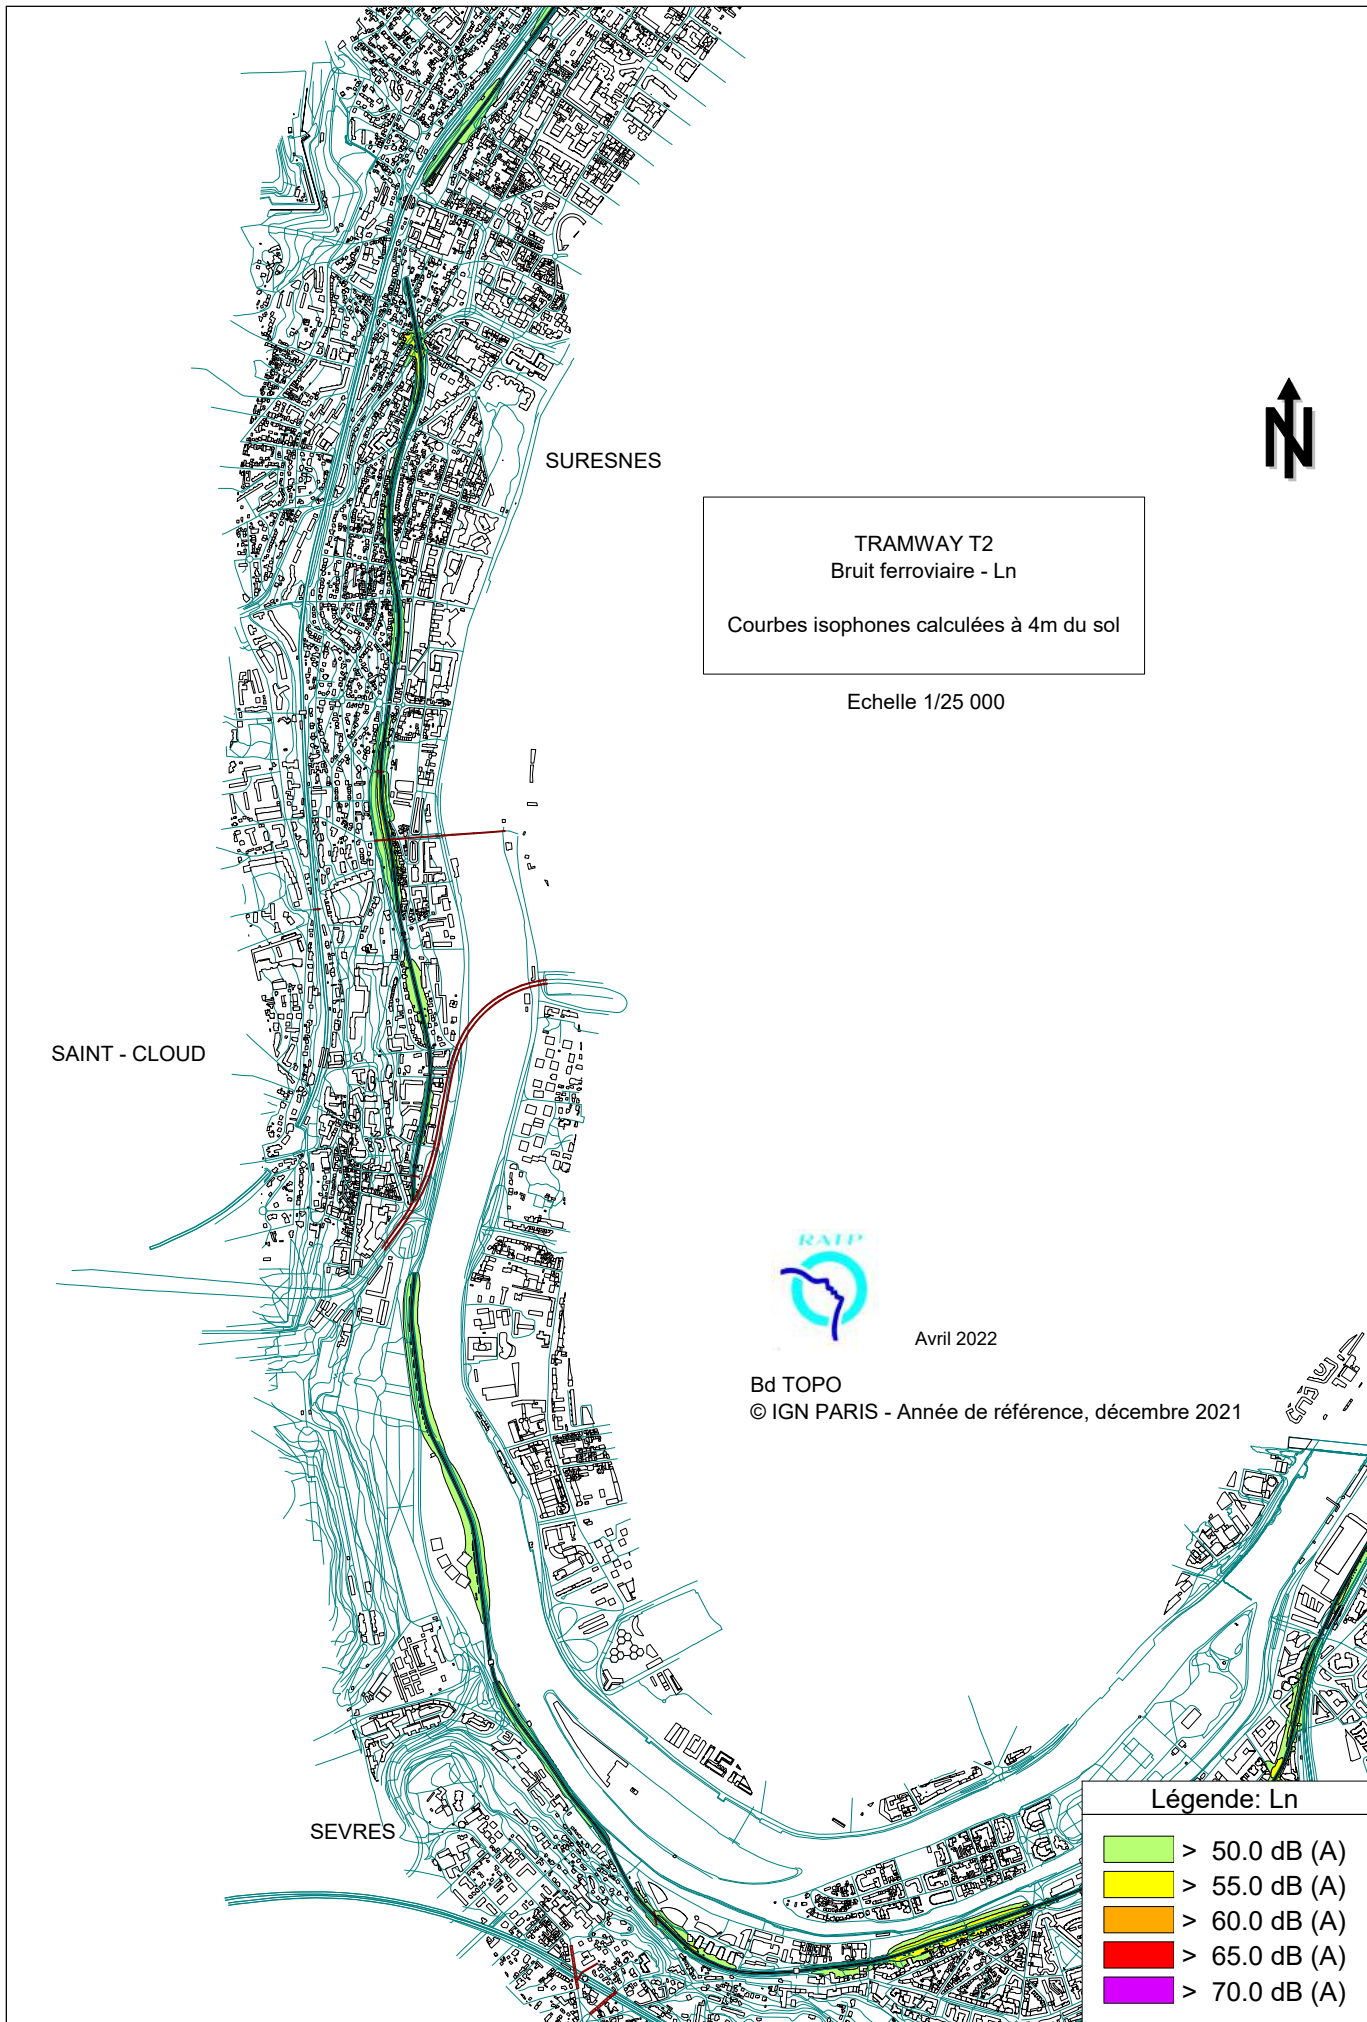 SURESNES
TRAMWAY T2
Bruit ferroviaire - Ln
Courbes isophones calculées à 4m du sol
Echelle 1/25 000
N
SAINT - CLOUD
RATP
Avril 2022
Bd TOPO
© IGN PARIS - Année de référence, décembre 2021
SEVRES
Légende: Ln
> 50.0 dB (A)
> 55.0 dB (A)
> 60.0 dB (A)
> 65.0 dB (A)
> 70.0 dB (A)